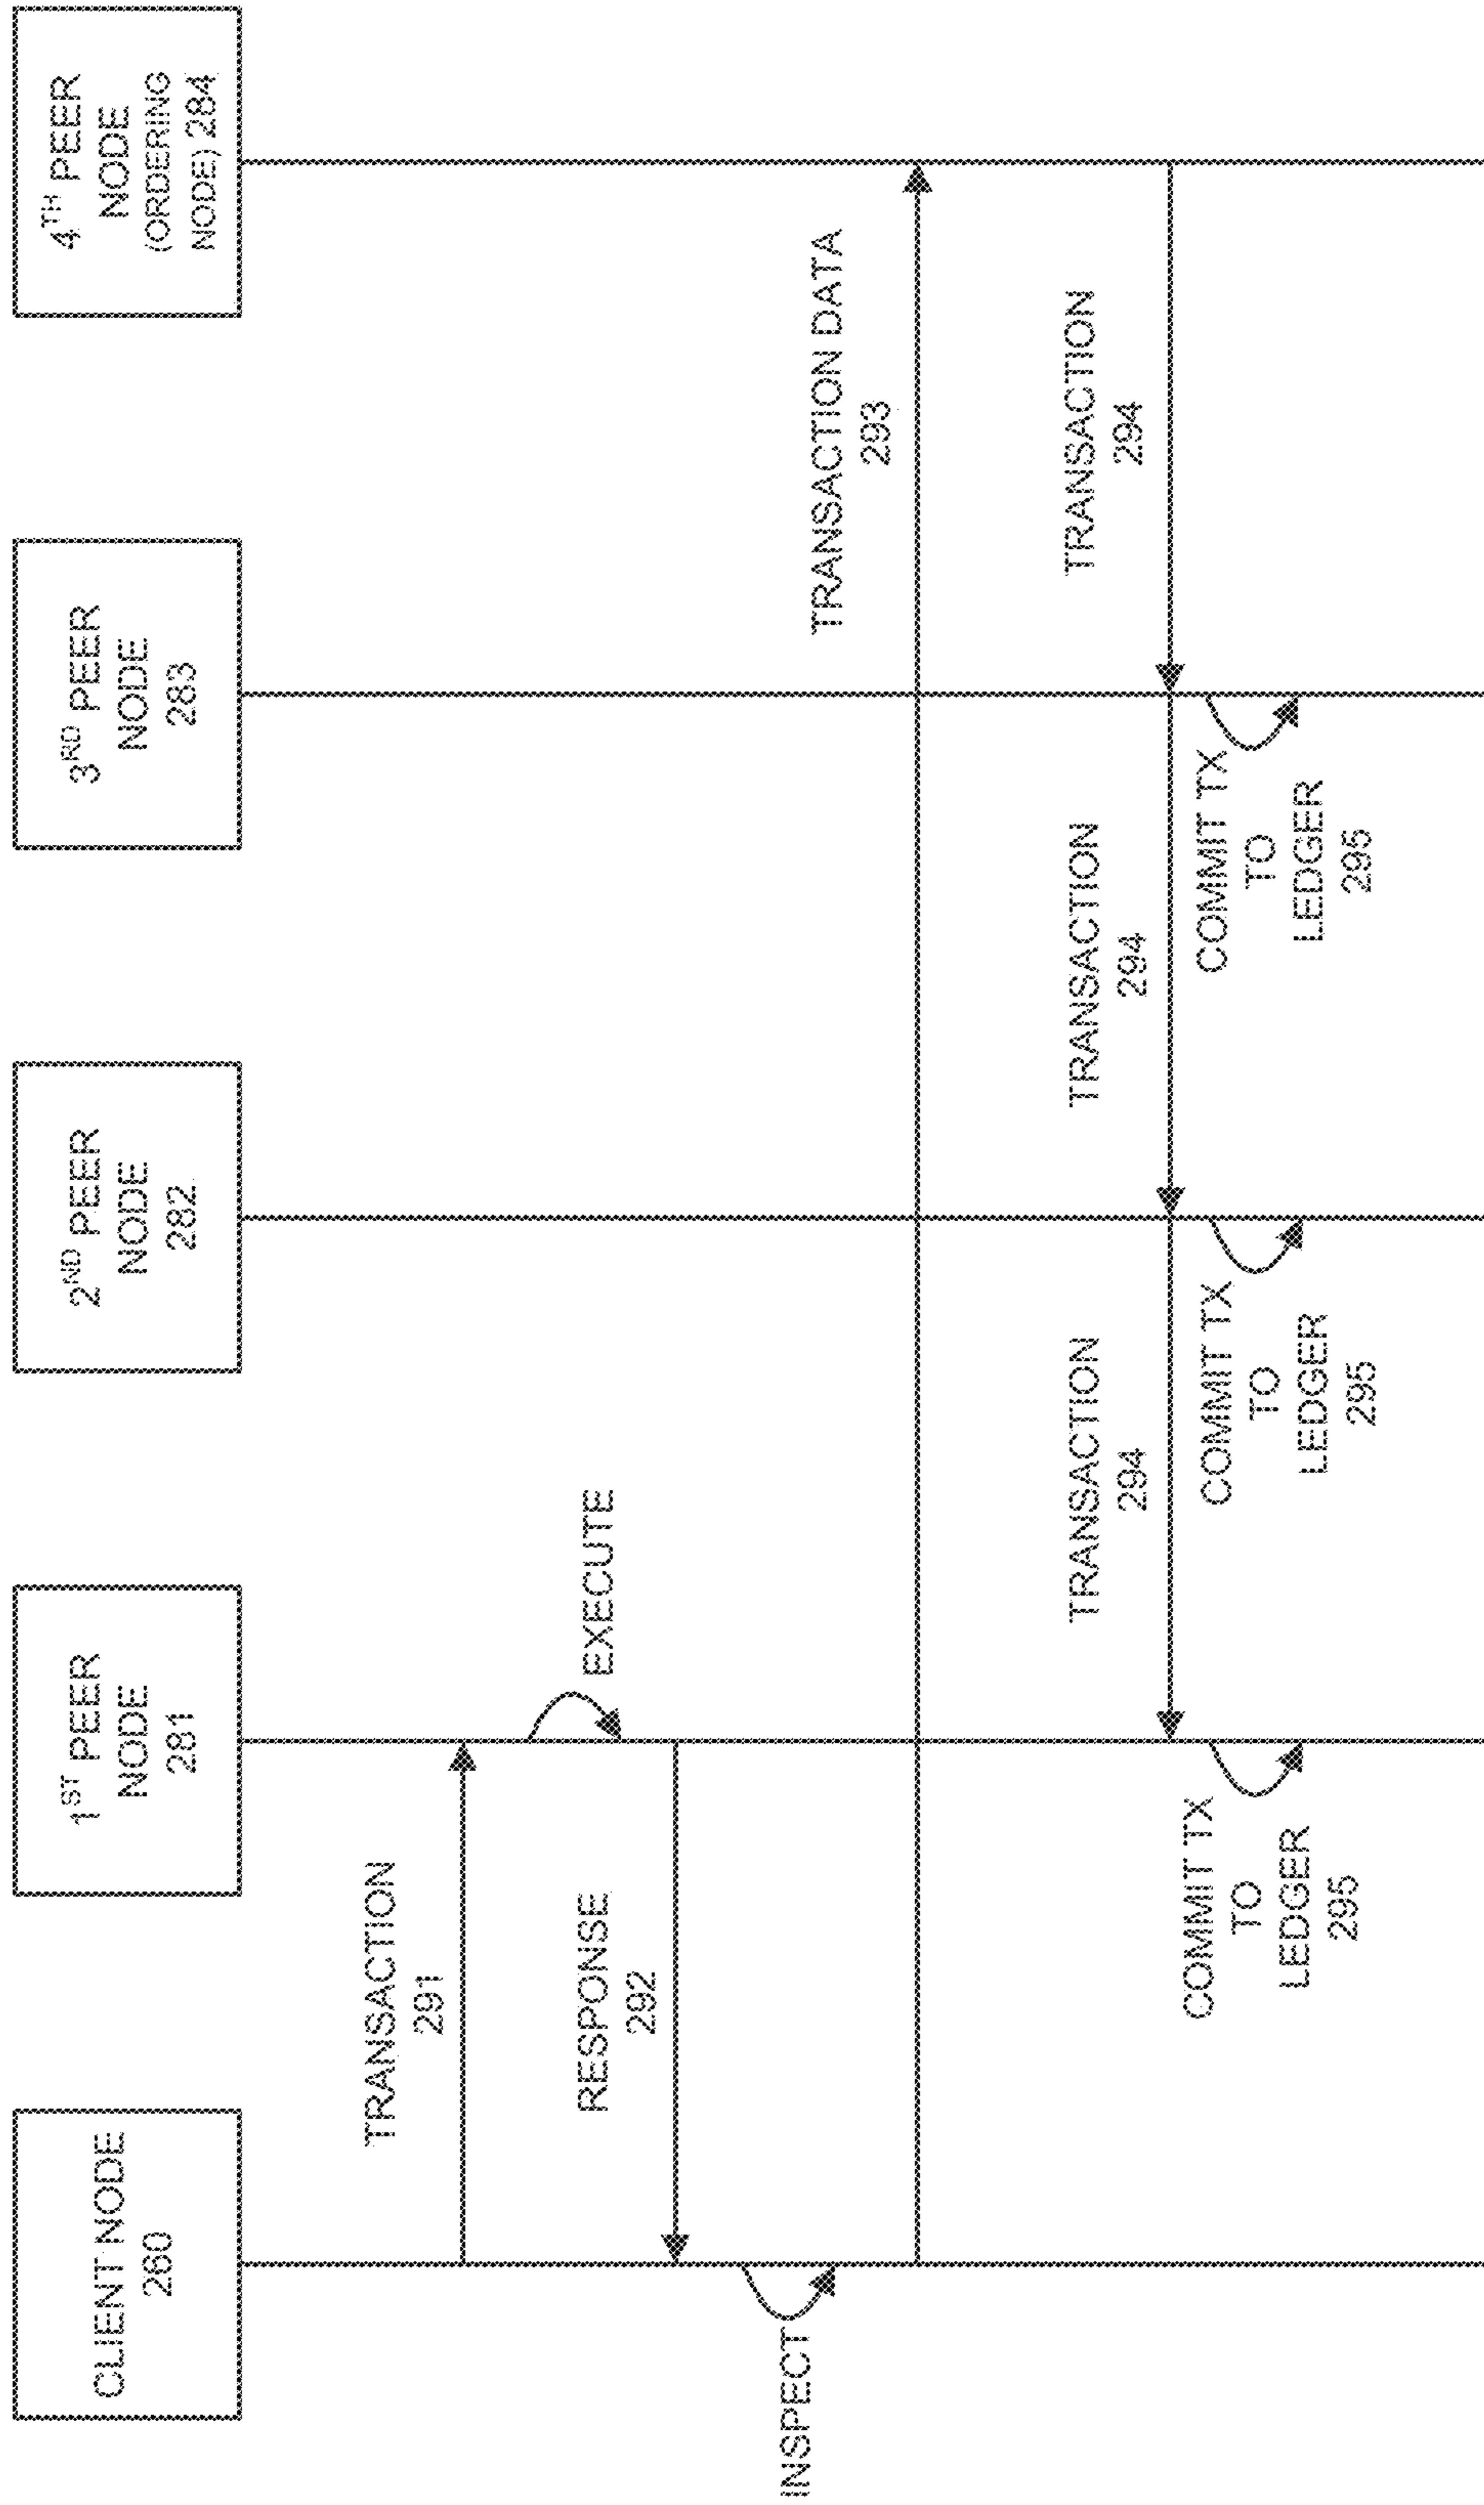 CLIENT NODE
260
1ST PEER
NODE
281
2ND PEER
NODE
282
3RD PEER
NODE
283
4TH PEER
NODE
(ORDERING
NODE) 284
TRANSACTION
291
EXECUTE
RESPONSE
292
INSPECT
TRANSACTION DATA
293
TRANSACTION
294
TRANSACTION
294
TRANSACTION
294
COMMIT TX
TO
LEDGER
295
COMMIT TX
TO
LEDGER
295
COMMIT TX
TO
LEDGER
295